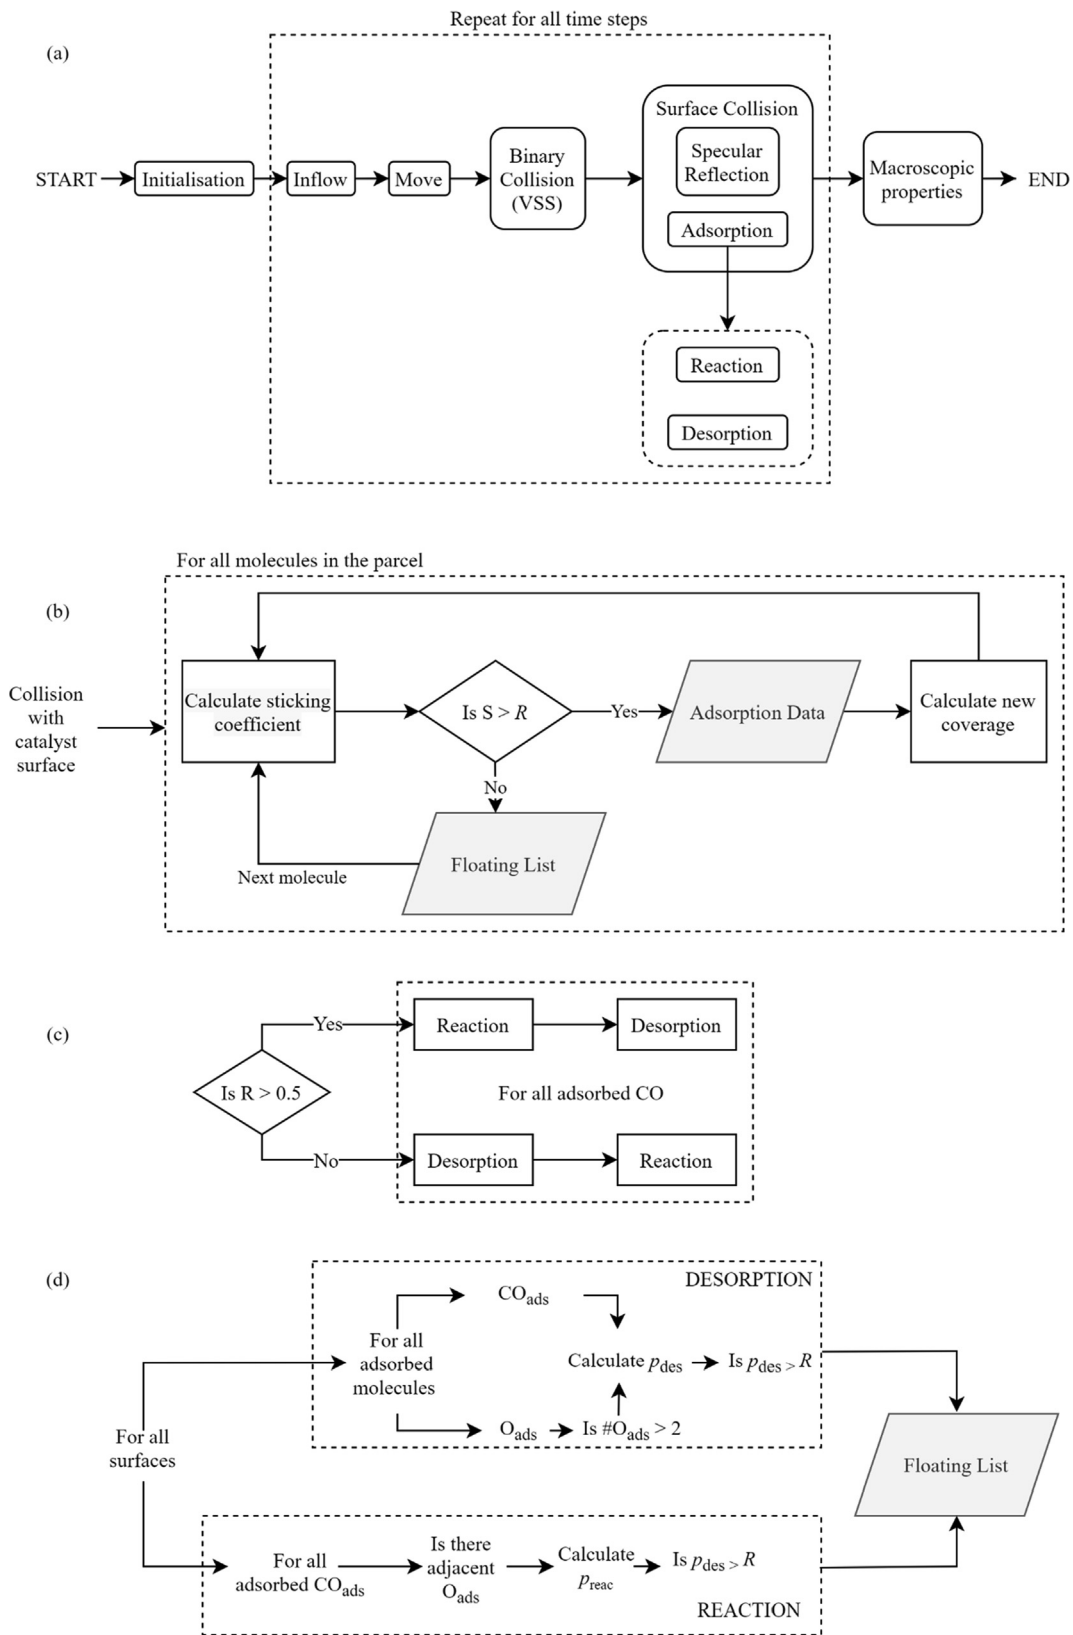 Repeat for all time steps
(a)
START
Initialisation
Inflow
Move
Binary
Collision
(VSS)
Surface Collision
Specular
Reflection
Adsorption
Reaction
Desorption
Macroscopic
properties
END
For all molecules in the parcel
(b)
Collision
with
catalyst
surface
Calculate sticking
coefficient
Is S > R
Yes
Adsorption Data
Calculate new
coverage
No
Floating List
Next molecule
(c)
Is R > 0.5
Yes
Reaction
Desorption
For all adsorbed CO
No
Desorption
Reaction
(d)
DESORPTION
For all
surfaces
For all
adsorbed
molecules
COads
Oads
Is #Oads > 2
Calculate pdes
Is pdes > R
Floating List
For all
adsorbed COads
Is there
adjacent
Oads
Calculate
preac
Is pdes > R
REACTION